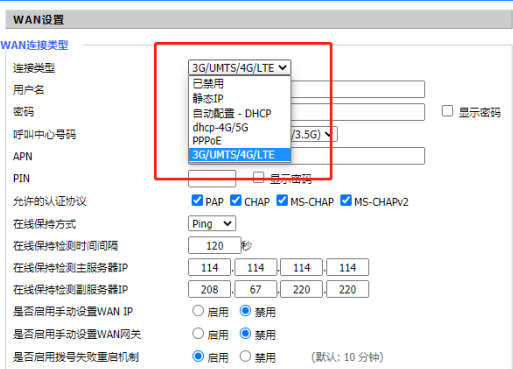 WAN设置
WAN连接类型
连接类型 3G/UMTS/4G/LTE
已禁用
用户名
静态IP
自动配置 - DHCP
密码 显示密码
dhcp-4G/5G
呼叫中心号码 /3.5G)
PPPoE
APN 3G/UMTS/4G/LTE
PIN 显示密码
允许的认证协议 PAP CHAP MS-CHAP MS-CHAPv2
在线保持方式 Ping
在线保持检测时间间隔 120 秒
在线保持检测主服务器IP 114 . 114 . 114 . 114
在线保持检测副服务器IP 208 . 67 . 220 . 220
是否启用手动设置WAN IP 启用 禁用
是否启用手动设置WAN网关 启用 禁用
是否启用拨号失败重启机制 启用 禁用 (默认: 10 分钟)